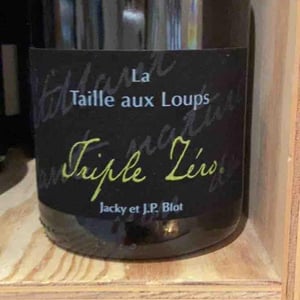 La
Taille aux Loups
Triple Zéro.
Jacky et J.P. Blot